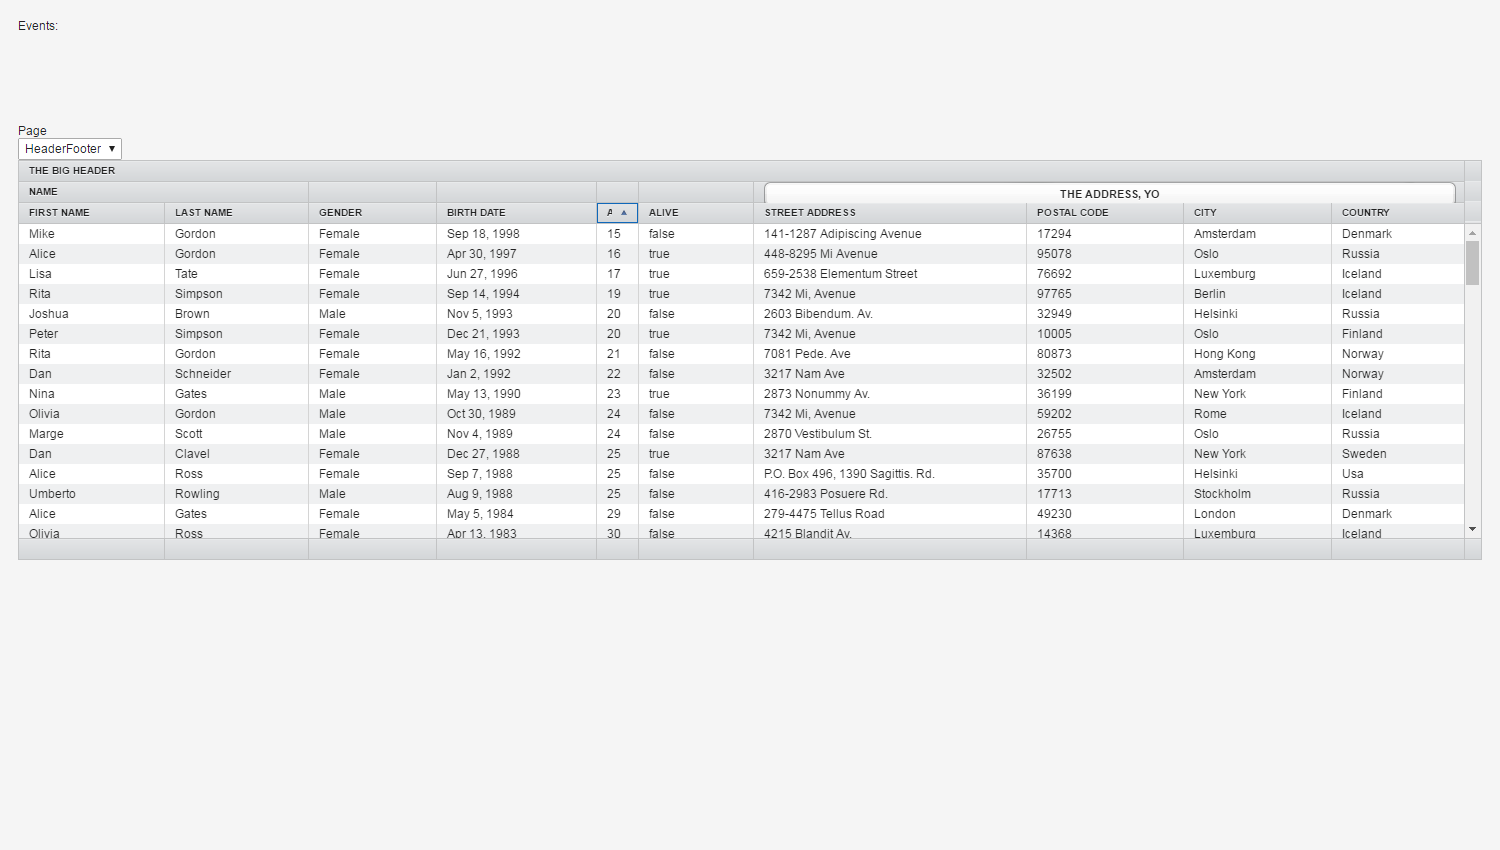 Events:
Page
HeaderFooter ▼
THE BIG HEADER
NAME THE ADDRESS, YO
FIRST NAME LAST NAME GENDER BIRTH DATE ALIVE STREET ADDRESS POSTAL CODE CITY COUNTRY
Mike Gordon Female Sep 18, 1998 15 false 141-1287 Adipiscing Avenue 17294 Amsterdam Denmark
Alice Gordon Female Apr 30, 1997 16 true 448-8295 Mi Avenue 95078 Oslo Russia
Lisa Tate Female Jun 27, 1996 17 true 659-2538 Elementum Street 76692 Luxemburg Iceland
Rita Simpson Female Sep 14, 1994 19 true 7342 Mi, Avenue 97765 Berlin Iceland
Joshua Brown Male Nov 5, 1993 20 false 2603 Bibendum. Av. 32949 Helsinki Russia
Peter Simpson Female Dec 21, 1993 20 true 7342 Mi, Avenue 10005 Oslo Finland
Rita Gordon Female May 16, 1992 21 false 7081 Pede. Ave 80873 Hong Kong Norway
Dan Schneider Female Jan 2, 1992 22 false 3217 Nam Ave 32502 Amsterdam Norway
Nina Gates Male May 13, 1990 23 true 2873 Nonummy Av. 36199 New York Finland
Olivia Gordon Male Oct 30, 1989 24 false 7342 Mi, Avenue 59202 Rome Iceland
Marge Scott Male Nov 4, 1989 24 false 2870 Vestibulum St. 26755 Oslo Russia
Dan Clavel Female Dec 27, 1988 25 true 3217 Nam Ave 87638 New York Sweden
Alice Ross Female Sep 7, 1988 25 false P.O. Box 496, 1390 Sagittis. Rd. 35700 Helsinki Usa
Umberto Rowling Male Aug 9, 1988 25 false 416-2983 Posuere Rd. 17713 Stockholm Russia
Alice Gates Female May 5, 1984 29 false 279-4475 Tellus Road 49230 London Denmark
Olivia Ross Female Apr 13, 1983 30 false 4215 Blandit Av. 14368 Luxemburg Iceland